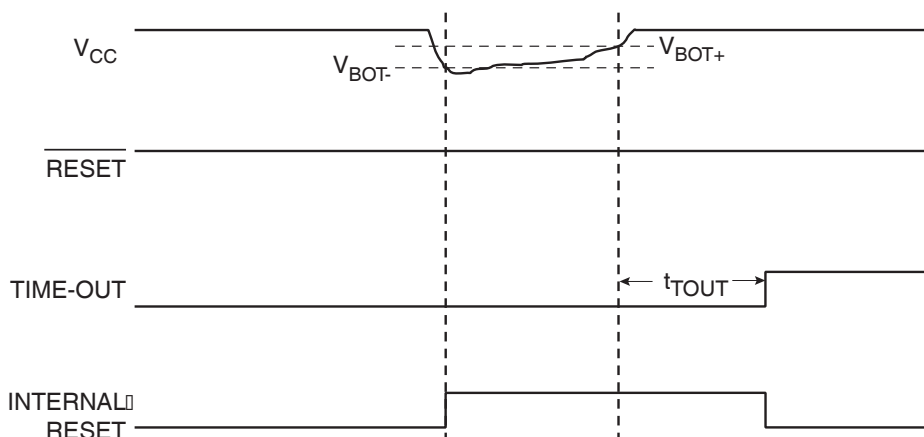 VCC
VBOT-
VBOT+
RESET
TIME-OUT
tTOUT
INTERNAL▯
RESET